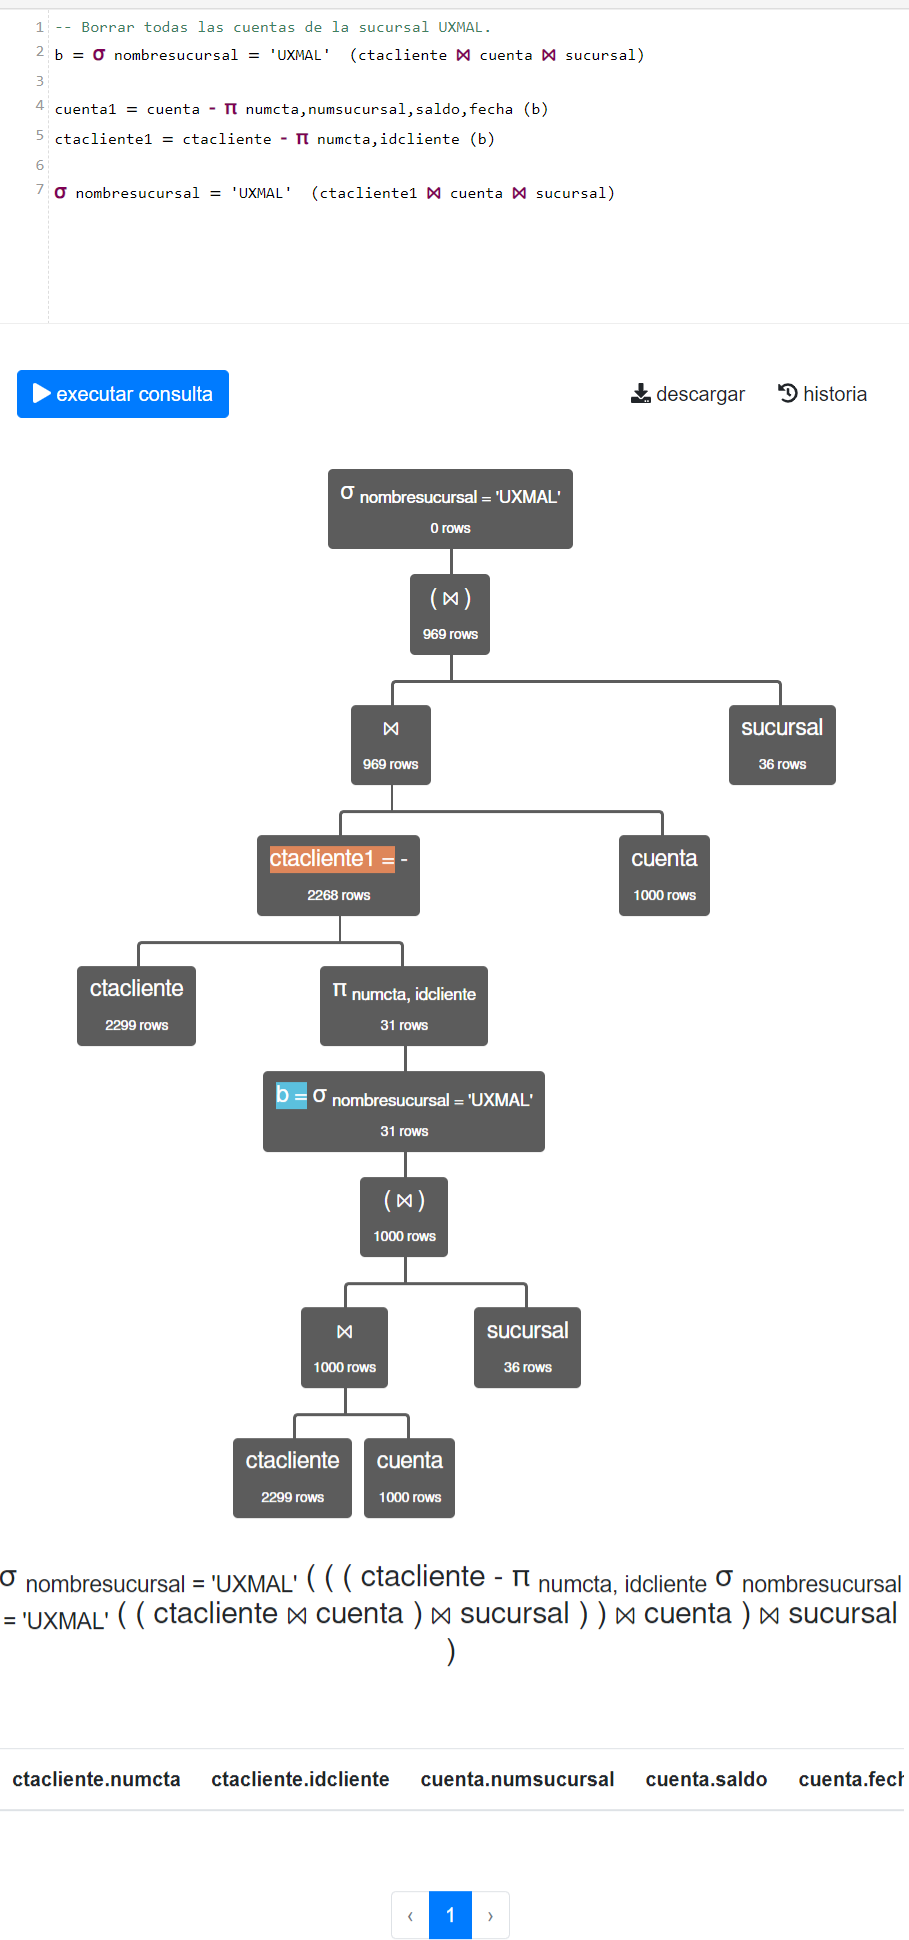 1 -- Borrar todas las cuentas de la sucursal UXMAL.
2 b = σ nombresucursal = 'UXMAL' (ctacliente ⋈ cuenta ⋈ sucursal)
3
4 cuenta1 = cuenta - π numcta,numsucursal,saldo,fecha (b)
5 ctacliente1 = ctacliente - π numcta,idcliente (b)
6
7 σ nombresucursal = 'UXMAL' (ctacliente1 ⋈ cuenta ⋈ sucursal)
executar consulta descargar historia
σ nombresucursal = 'UXMAL'
0 rows
( ⋈ )
969 rows
⋈ sucursal
969 rows 36 rows
ctacliente1 = - cuenta
2268 rows 1000 rows
ctacliente π numcta, idcliente
2299 rows 31 rows
b = σ nombresucursal = 'UXMAL'
31 rows
( ⋈ )
1000 rows
⋈ sucursal
1000 rows 36 rows
ctacliente cuenta
2299 rows 1000 rows
σ nombresucursal = 'UXMAL' ( ( ( ctacliente - π numcta, idcliente σ nombresucursal
= 'UXMAL' ( ( ctacliente ⋈ cuenta ) ⋈ sucursal ) ) ⋈ cuenta ) ⋈ sucursal
)
ctacliente.numcta ctacliente.idcliente cuenta.numsucursal cuenta.saldo cuenta.fech
‹ 1 ›